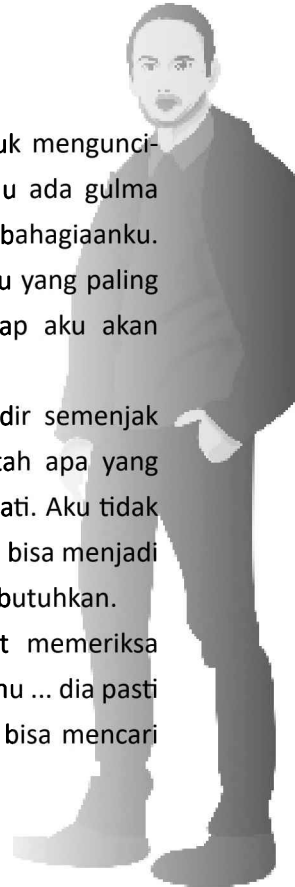 uk mengunci-
u ada gulma
bahagiaanku.
u yang paling
ap aku akan
dir semenjak
tah apa yang
ati. Aku tidak
bisa menjadi
butuhkan.
t memeriksa
nu ... dia pasti
bisa mencari